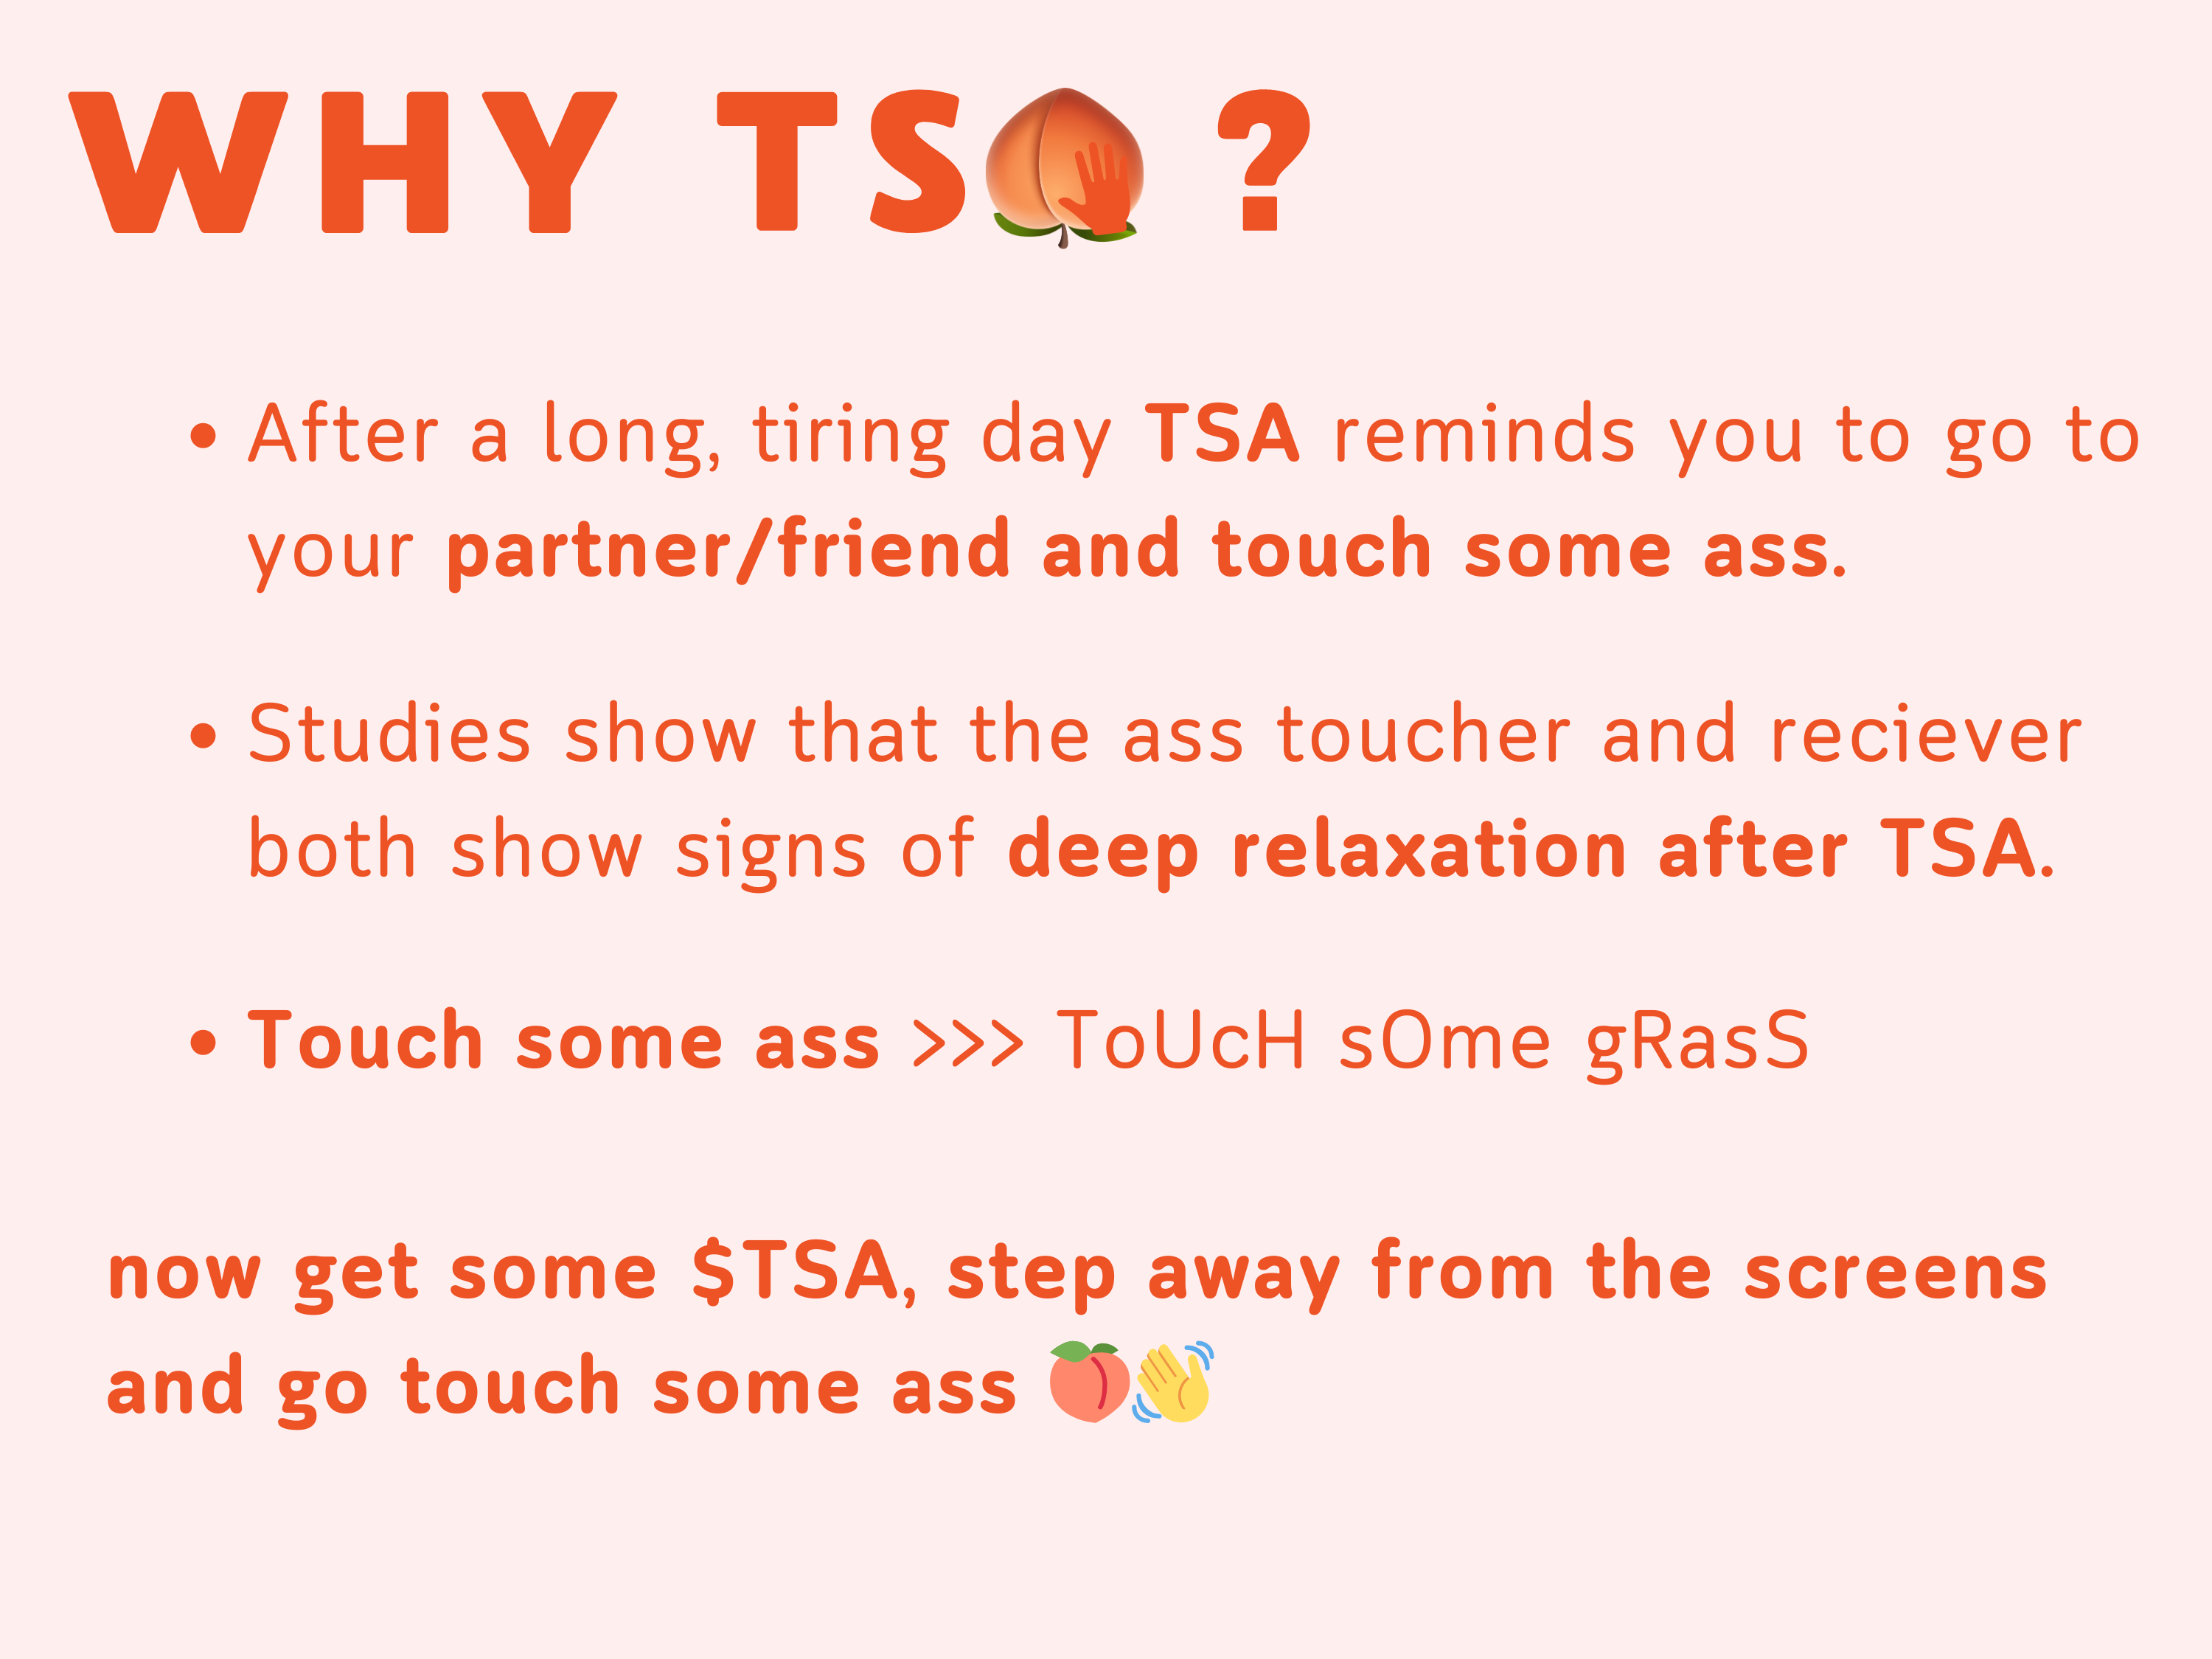 WHY TS🍑 ?
• After a long, tiring day TSA reminds you to go to
your partner/friend and touch some ass.
• Studies show that the ass toucher and reciever
both show signs of deep relaxation after TSA.
• Touch some ass >>> ToUcH sOme gRasS
now get some $TSA, step away from the screens
and go touch some ass 🍑👋